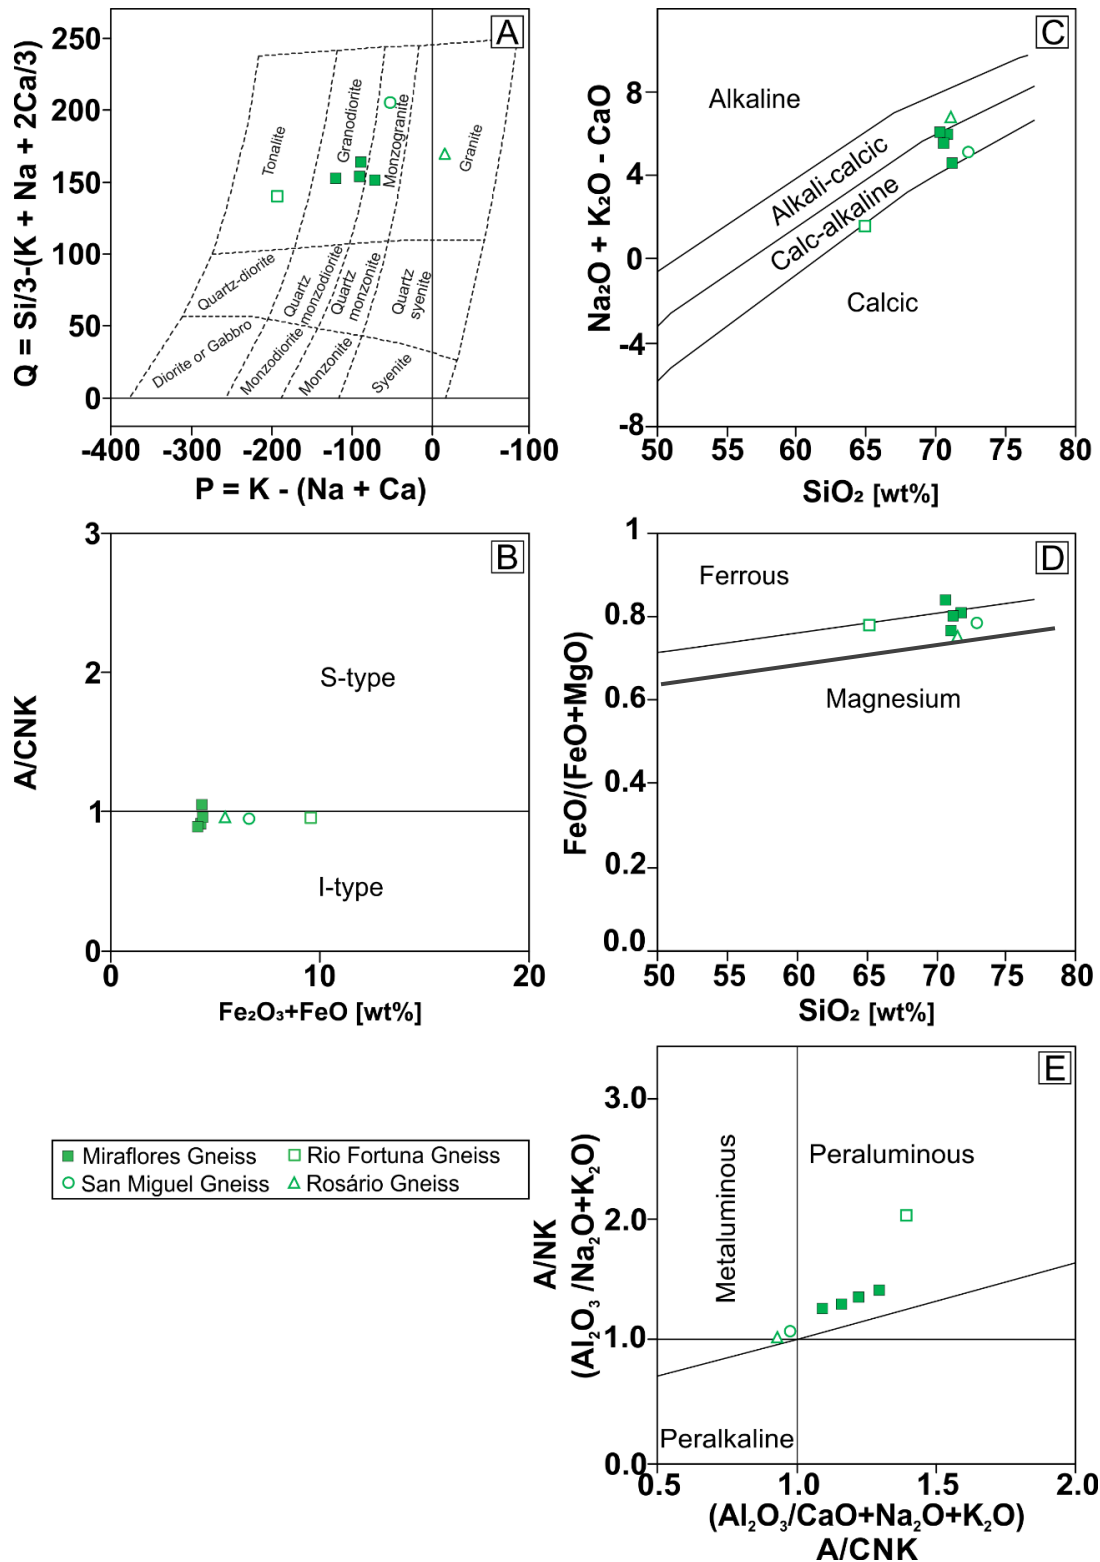 A
Q = Si/3-(K + Na + 2Ca/3)
250
200
150
100
50
0
-400
-300
-200
-100
0
-100
P = K - (Na + Ca)
Tonalite
Granodiorite
Monzogranite
Granite
Quartz-diorite
Quartz
monzodiorite
Quartz
monzonite
Quartz
syenite
Diorite or Gabbro
Monzodiorite
Monzonite
Syenite
C
Na₂O + K₂O - CaO
8
4
0
-4
-8
50
55
60
65
70
75
80
SiO₂ [wt%]
Alkaline
Alkali-calcic
Calc-alkaline
Calcic
B
A/CNK
3
2
1
0
0
10
20
Fe₂O₃+FeO [wt%]
S-type
I-type
D
FeO/(FeO+MgO)
1
0.8
0.6
0.4
0.2
0.0
50
55
60
65
70
75
80
SiO₂ [wt%]
Ferrous
Magnesium
Miraflores Gneiss
Rio Fortuna Gneiss
San Miguel Gneiss
Rosário Gneiss
E
A/NK
(Al₂O₃ /Na₂O+K₂O)
3.0
2.0
1.0
0.0
0.5
1.0
1.5
2.0
Metaluminous
Peraluminous
Peralkaline
(Al₂O₃/CaO+Na₂O+K₂O)
A/CNK